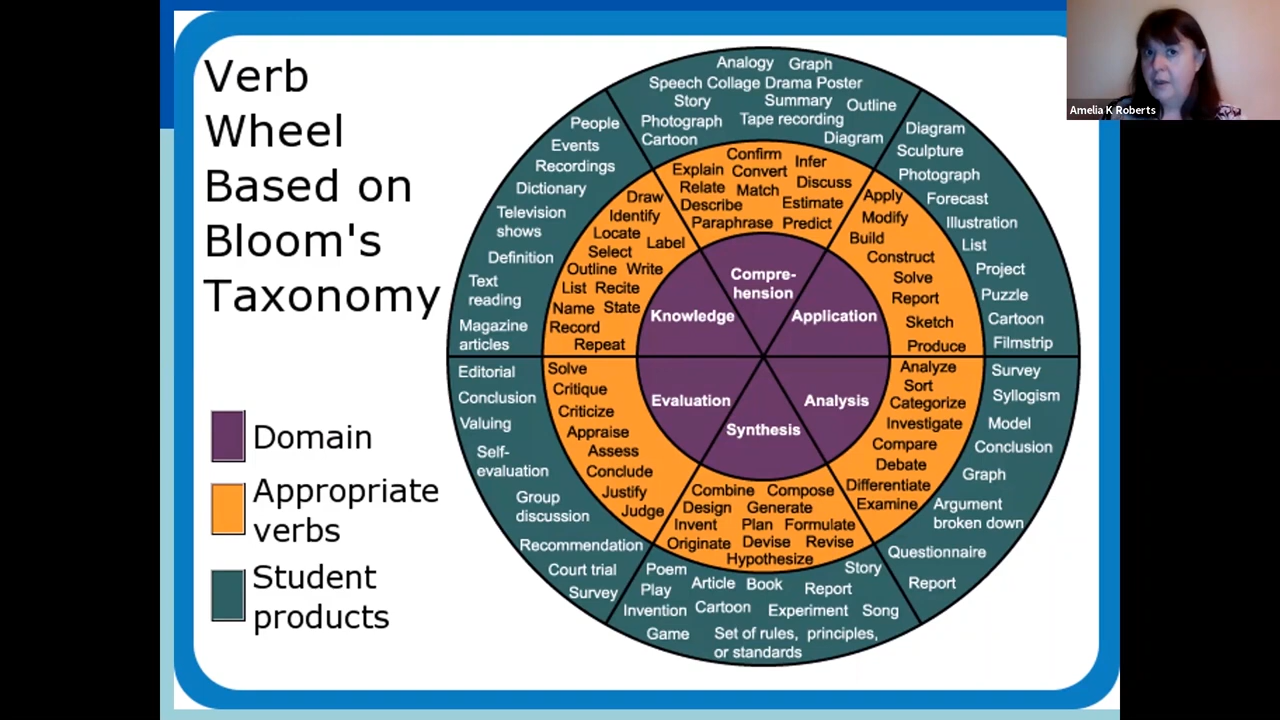 Verb
Wheel
Based on
Bloom's
Taxonomy
Domain
Appropriate
verbs
Student
products
Amelia K Roberts
Compre-
hension
Application
Analysis
Synthesis
Evaluation
Knowledge
Confirm
Infer
Explain
Convert
Discuss
Relate
Match
Describe
Estimate
Paraphrase
Predict
Apply
Modify
Build
Construct
Solve
Report
Sketch
Produce
Analyze
Sort
Categorize
Investigate
Compare
Debate
Differentiate
Examine
Combine
Compose
Design
Generate
Invent
Plan
Formulate
Originate
Devise
Revise
Hypothesize
Solve
Critique
Criticize
Appraise
Assess
Conclude
Justify
Judge
Draw
Identify
Locate
Label
Select
Outline
Write
List
Recite
Name
State
Record
Repeat
Analogy
Graph
Speech Collage Drama Poster
Story
Summary
Outline
Photograph
Tape recording
Cartoon
Diagram
Diagram
Sculpture
Photograph
Forecast
Illustration
List
Project
Puzzle
Cartoon
Filmstrip
Survey
Syllogism
Model
Conclusion
Graph
Argument
broken down
Questionnaire
Report
Poem
Story
Play
Article
Book
Report
Invention
Cartoon
Experiment
Song
Game
Set of rules, principles,
or standards
Editorial
Conclusion
Valuing
Self-
evaluation
Group
discussion
Recommendation
Court trial
Survey
People
Events
Recordings
Dictionary
Television
shows
Definition
Text
reading
Magazine
articles